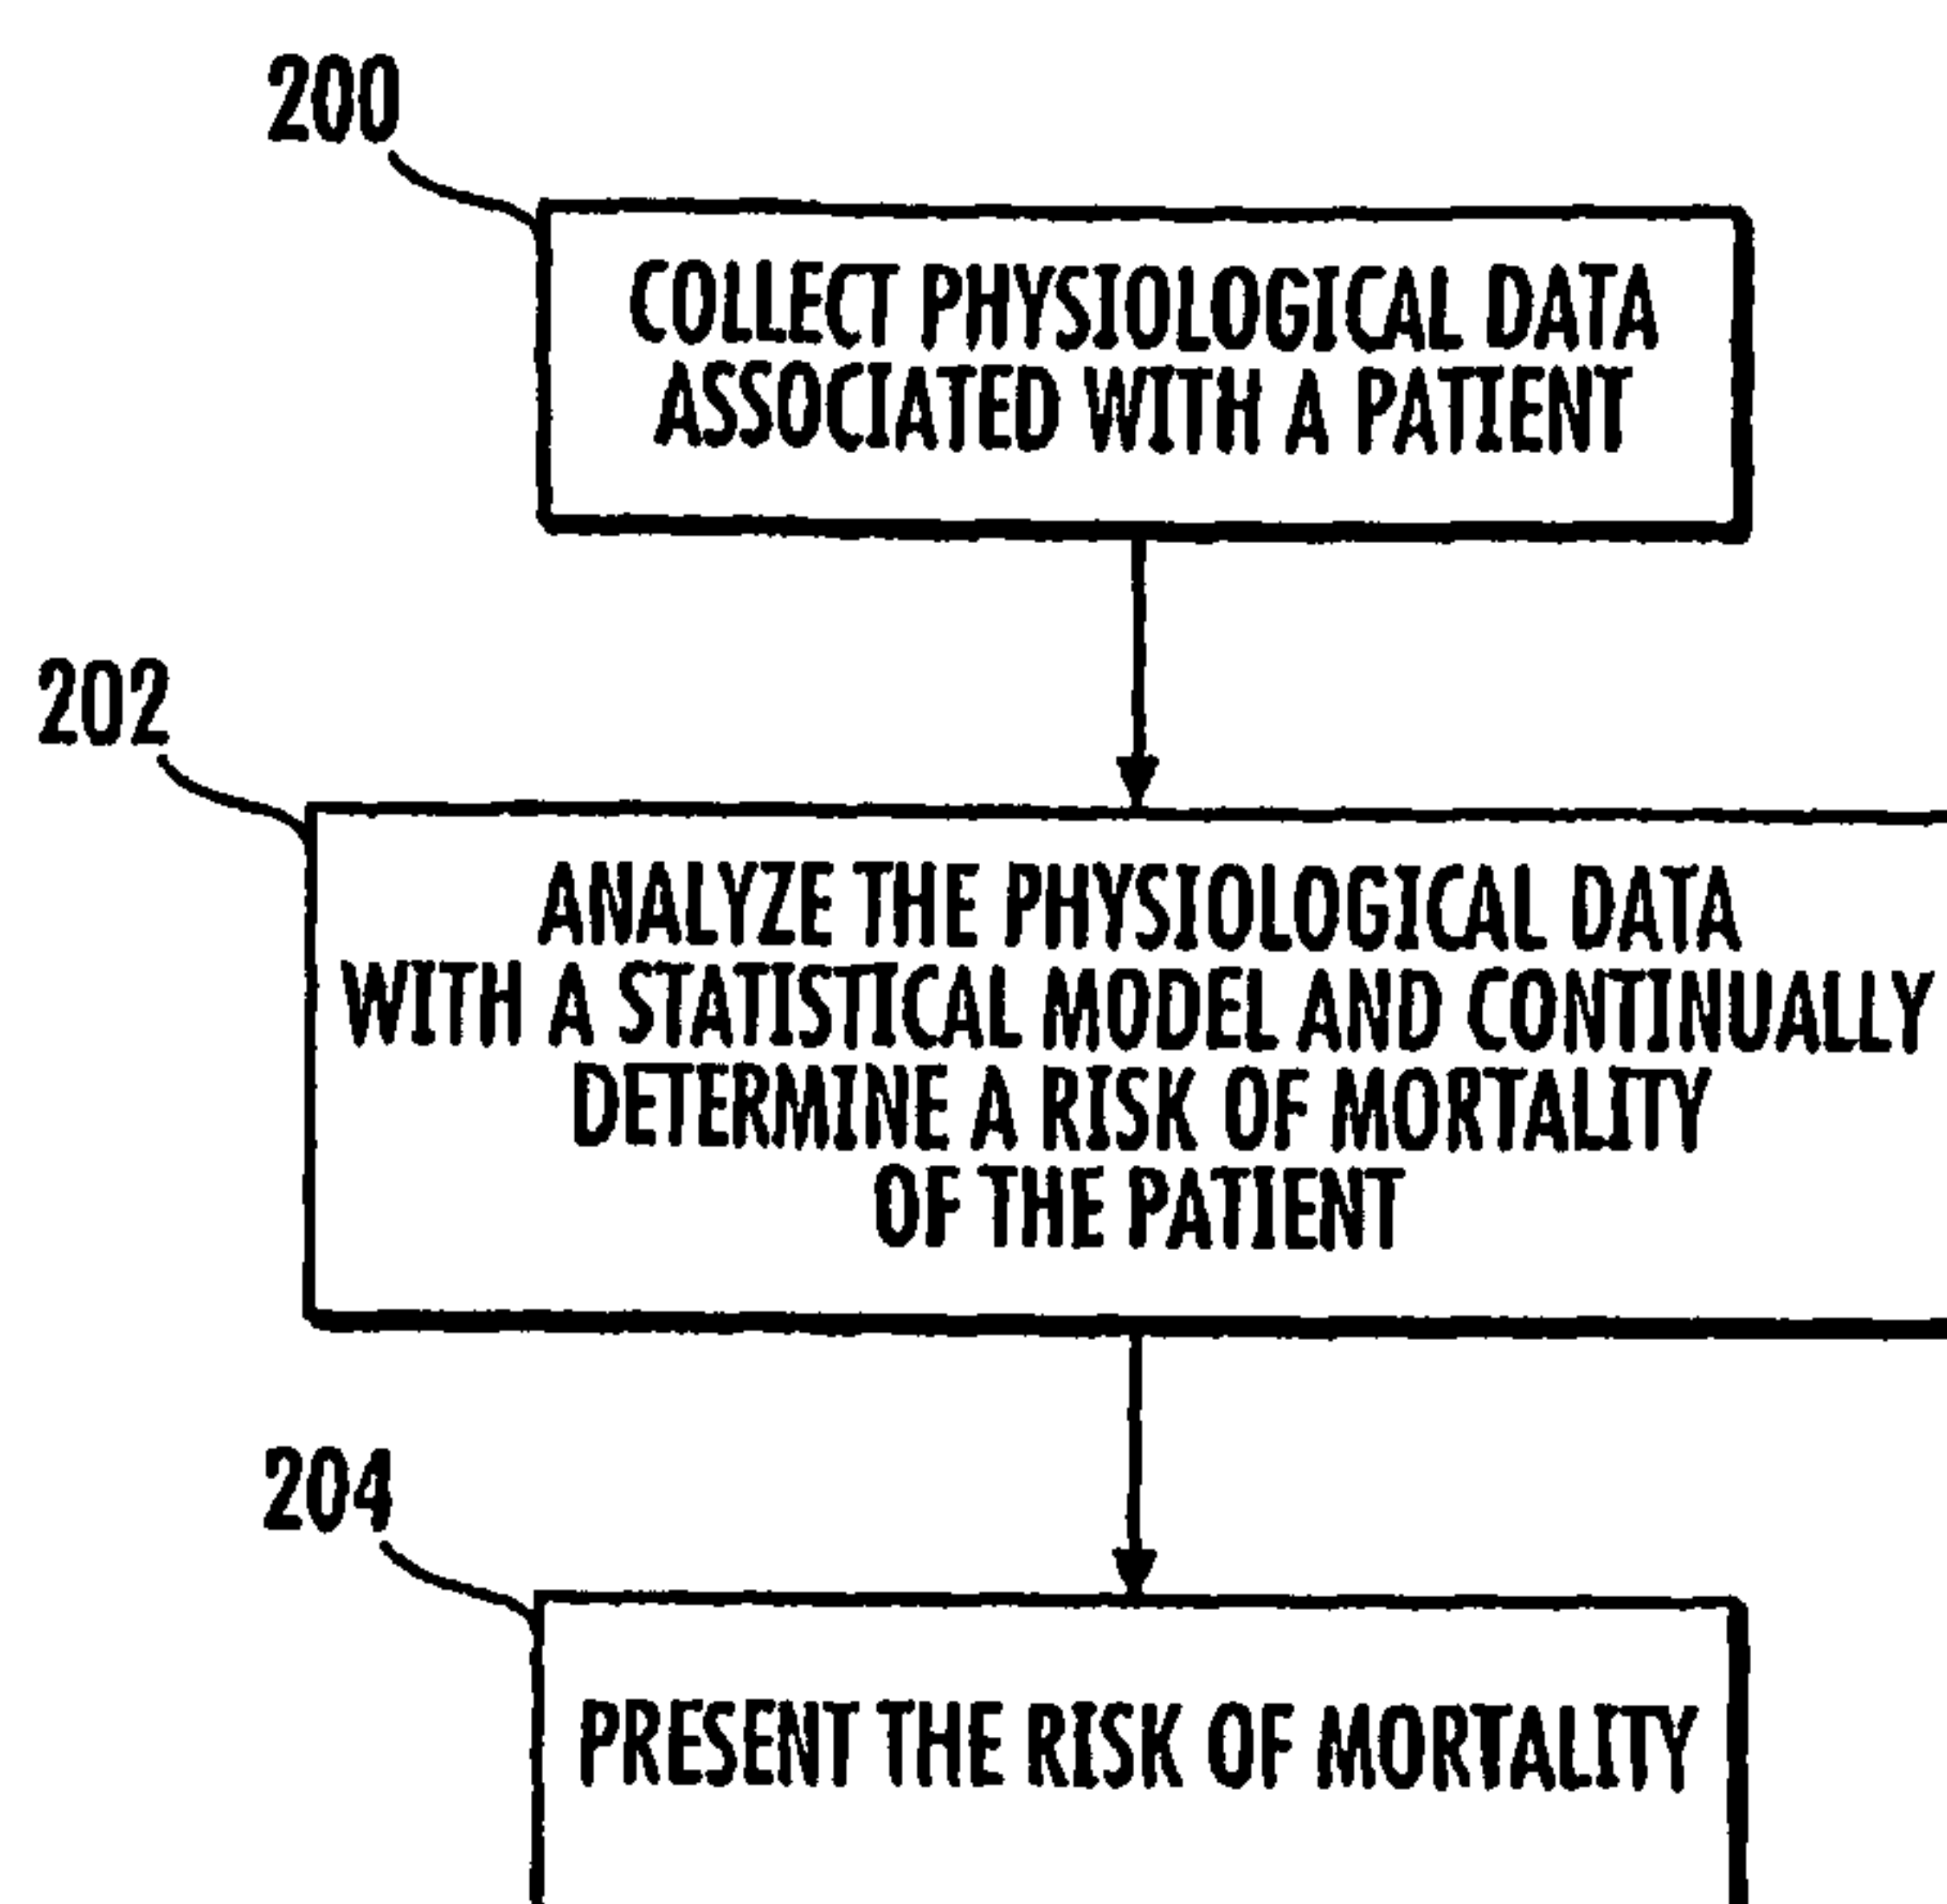 200
COLLECT PHYSIOLOGICAL DATA
ASSOCIATED WITH A PATIENT
202
ANALYZE THE PHYSIOLOGICAL DATA
WITH A STATISTICAL MODEL AND CONTINUALLY
DETERMINE A RISK OF MORTALITY
OF THE PATIENT
204
PRESENT THE RISK OF MORTALITY